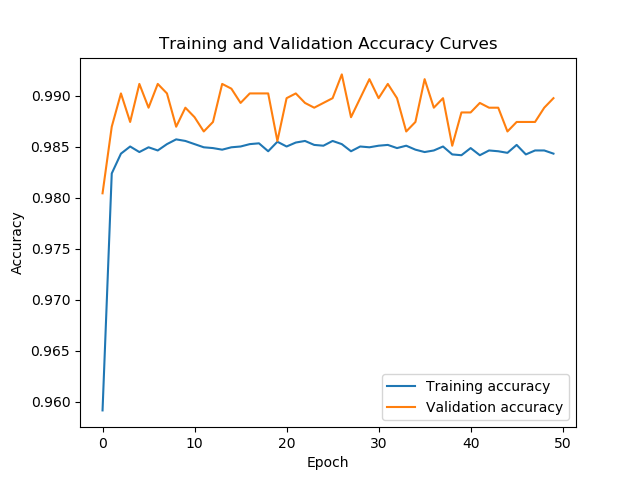 Training and Validation Accuracy Curves
Accuracy
0.990
0.985
0.980
0.975
0.970
0.965
0.960
0 10 20 30 40 50
Epoch
Training accuracy
Validation accuracy